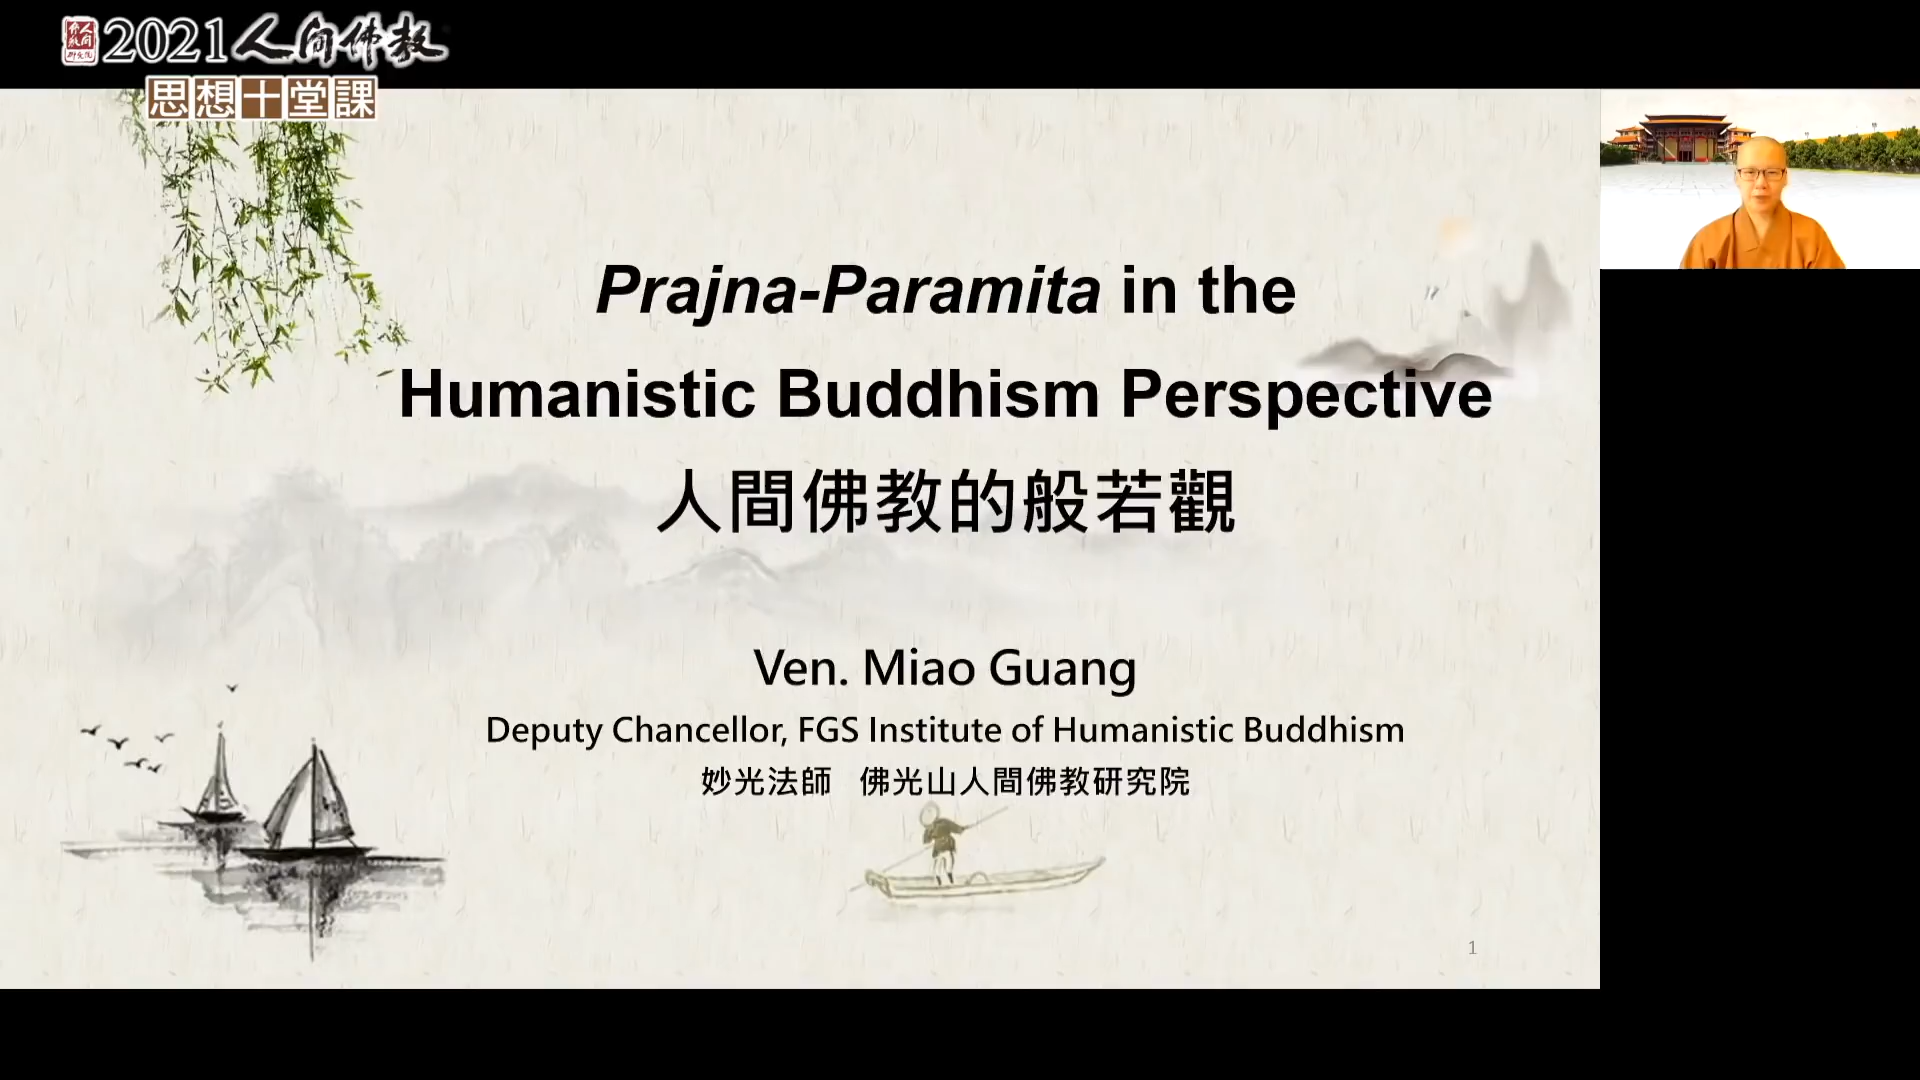 2021人间佛教
思想十堂課
Prajna-Paramita in the
Humanistic Buddhism Perspective
人間佛教的般若觀
Ven. Miao Guang
Deputy Chancellor, FGS Institute of Humanistic Buddhism
妙光法師 佛光山人間佛教研究院
1